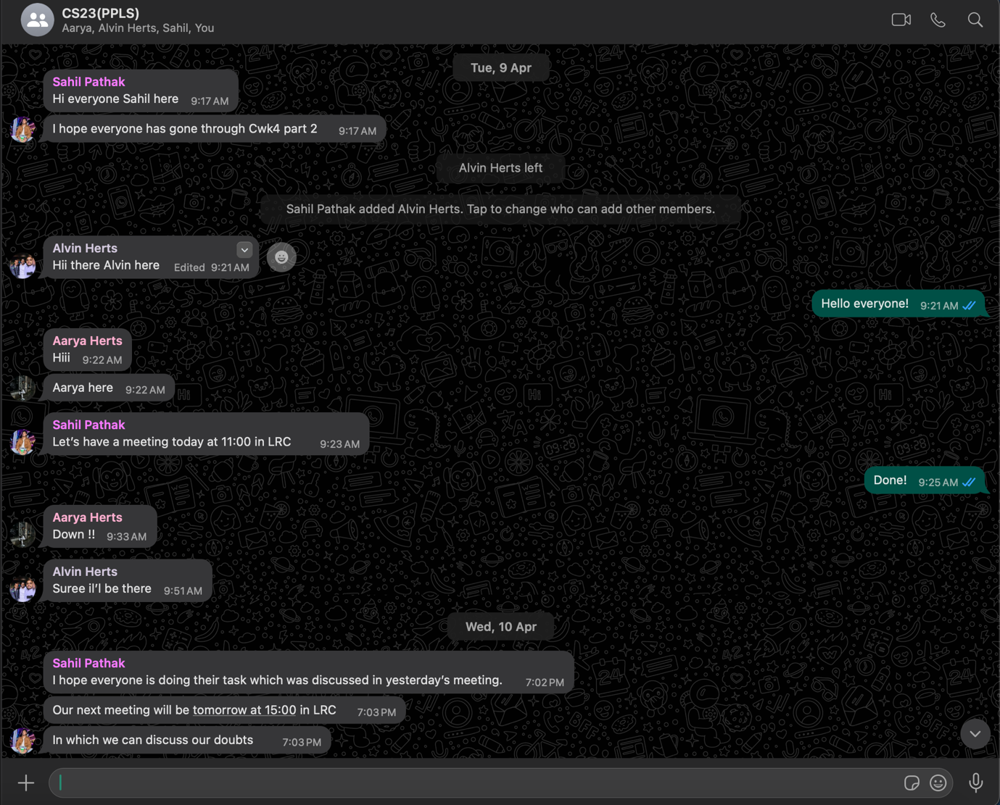 CS23(PPLS)
Aarya, Alvin Herts, Sahil, You
Tue, 9 Apr
Sahil Pathak
Hi everyone Sahil here 9:17 AM
I hope everyone has gone through Cwk4 part 2 9:17 AM
Alvin Herts left
Sahil Pathak added Alvin Herts. Tap to change who can add other members.
Alvin Herts
Hii there Alvin here Edited 9:21 AM
Hello everyone! 9:21 AM
Aarya Herts
Hiii 9:22 AM
Aarya here 9:22 AM
Sahil Pathak
Let’s have a meeting today at 11:00 in LRC 9:23 AM
Done! 9:25 AM
Aarya Herts
Down !! 9:33 AM
Alvin Herts
Suree il’l be there 9:51 AM
Wed, 10 Apr
Sahil Pathak
I hope everyone is doing their task which was discussed in yesterday’s meeting. 7:02 PM
Our next meeting will be tomorrow at 15:00 in LRC 7:03 PM
In which we can discuss our doubts 7:03 PM